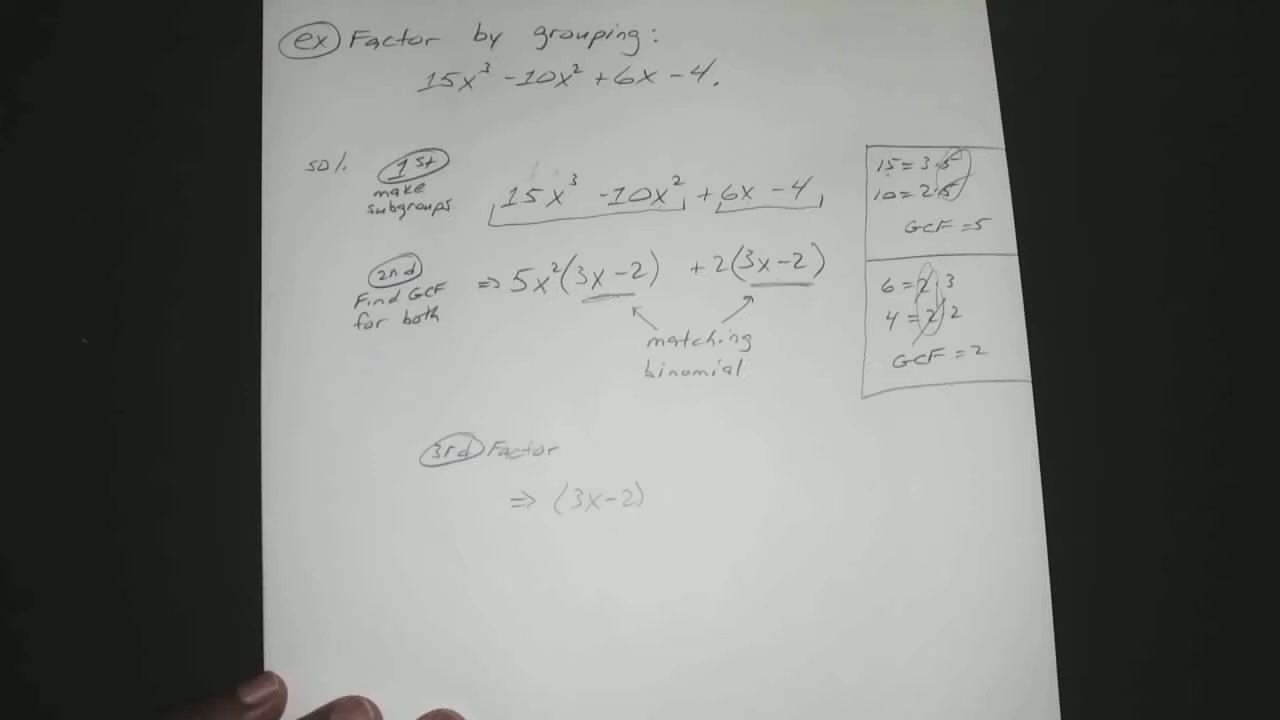 ex Factor by grouping:
15x³ -10x² +6x -4.
sol.
1st
make
subgroups
15x³ -10x² +6x -4
2nd
Find GCF
for both
⇒ 5x²(3x-2) +2(3x-2)
matching
binomial
3rd Factor
⇒ (3x-2)
15=3·5
10=2·5
GCF=5
6=2·3
4=2·2
GCF=2